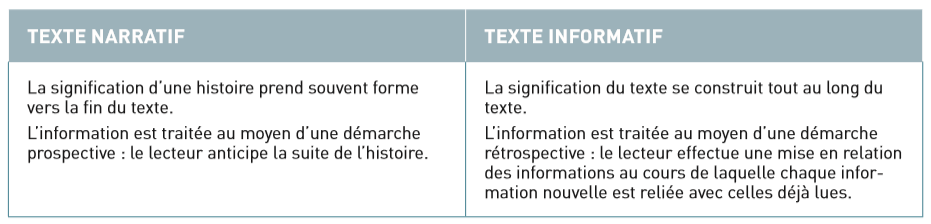 TEXTE NARRATIF
TEXTE INFORMATIF
La signification d'une histoire prend souvent forme
vers la fin du texte.
L'information est traitée au moyen d'une démarche
prospective : le lecteur anticipe la suite de l'histoire.
La signification du texte se construit tout au long du
texte.
L'information est traitée au moyen d'une démarche
rétrospective : le lecteur effectue une mise en relation
des informations au cours de laquelle chaque infor-
mation nouvelle est reliée avec celles déjà lues.